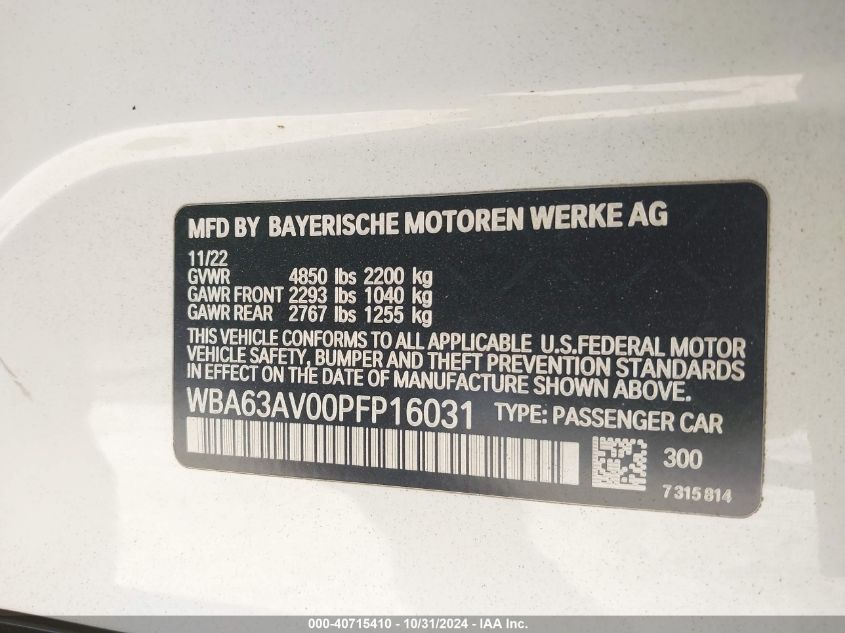 MFD BY BAYERISCHE MOTOREN WERKE AG
11/22
GVWR 4850 lbs 2200 kg
GAWR FRONT 2293 lbs 1040 kg
GAWR REAR 2767 lbs 1255 kg
THIS VEHICLE CONFORMS TO ALL APPLICABLE U.S.FEDERAL MOTOR
VEHICLE SAFETY, BUMPER AND THEFT PREVENTION STANDARDS
IN EFFECT ON THE DATE OF MANUFACTURE SHOWN ABOVE.
WBA63AV00PFP16031 TYPE: PASSENGER CAR
300
7 315 814
000-40715410 - 10/31/2024 - IAA Inc.